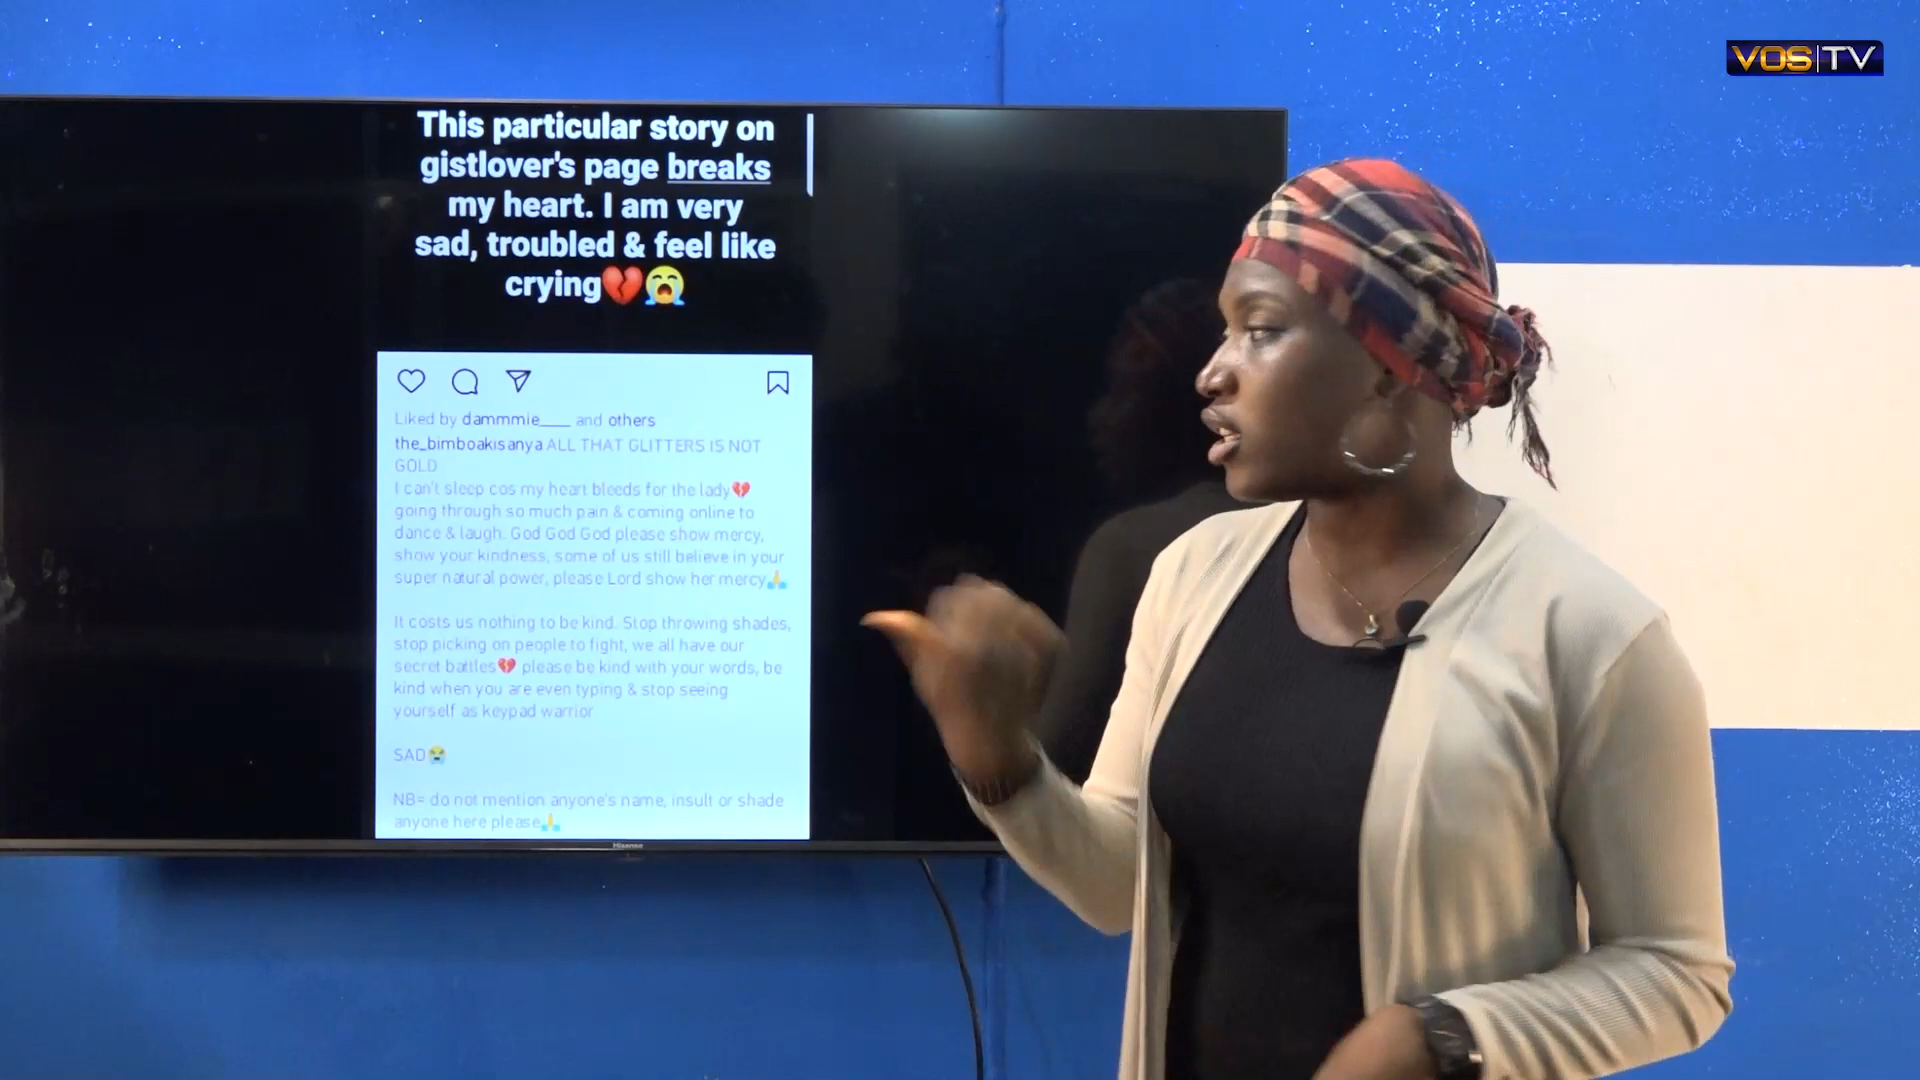 VOS|TV
This particular story on
gistlover's page breaks
my heart. I am very
sad, troubled & feel like
crying💔😭
Liked by dammmie____ and others
the_bimboakisanya ALL THAT GLITTERS IS NOT
GOLD
I can't sleep cos my heart bleeds for the lady💔
going through so much pain & coming online to
dance & laugh. God God God please show mercy,
show your kindness, some of us still believe in your
super natural power, please Lord show her mercy🙏
It costs us nothing to be kind. Stop throwing shades,
stop picking on people to fight, we all have our
secret battles💔 please be kind with your words, be
kind when you are even typing & stop seeing
yourself as keypad warrior
SAD😭
NB= do not mention anyone's name, insult or shade
anyone here please🙏
Hisense